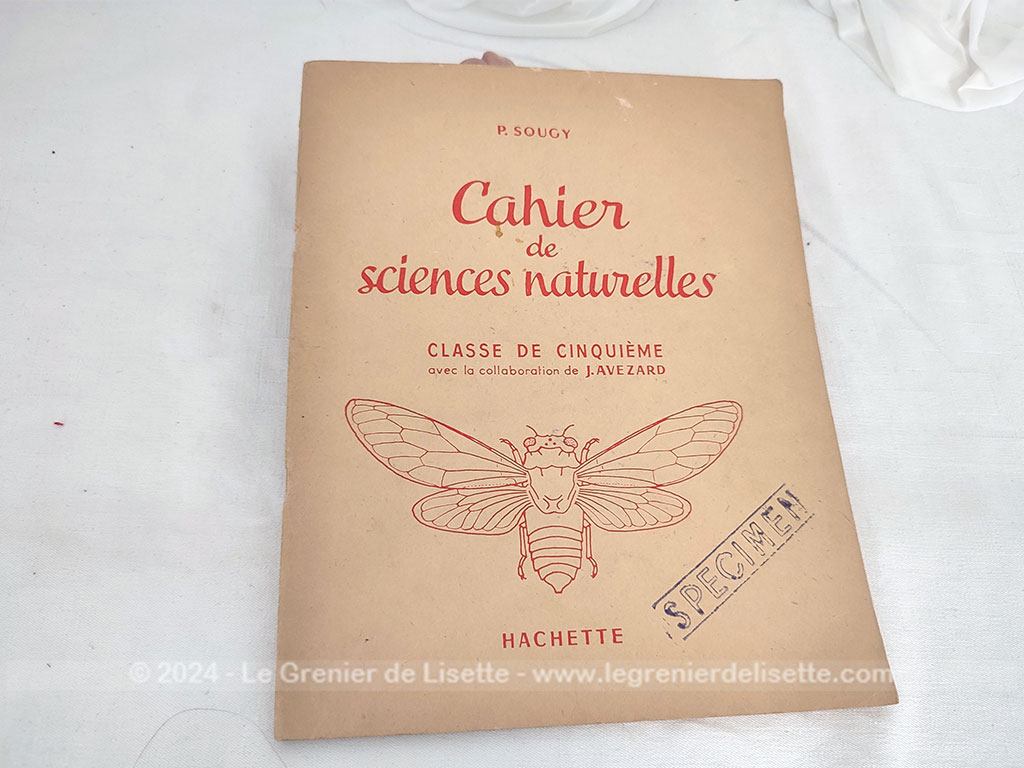 P. SOUGY
Cahier
de
sciences naturelles
CLASSE DE CINQUIÈME
avec la collaboration de J. AVEZARD
SPECIMEN
HACHETTE
© 2024 - Le Grenier de Lisette - www.legrenierdelisette.com